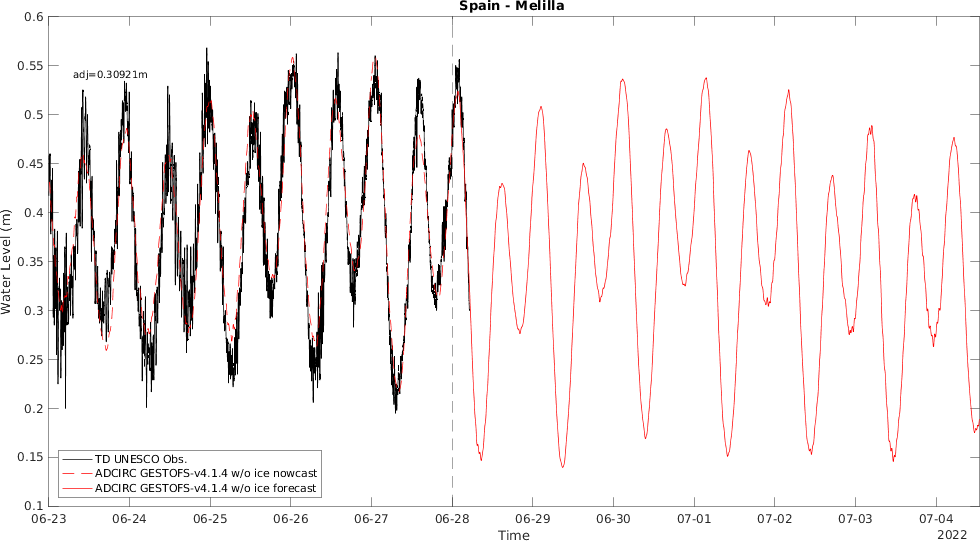 Spain - Melilla
adj=0.30921m
Water Level (m)
0.6
0.55
0.5
0.45
0.4
0.35
0.3
0.25
0.2
0.15
0.1
TD UNESCO Obs.
ADCIRC GESTOFS-v4.1.4 w/o ice nowcast
ADCIRC GESTOFS-v4.1.4 w/o ice forecast
06-23 06-24 06-25 06-26 06-27 06-28 06-29 06-30 07-01 07-02 07-03 07-04
Time
2022